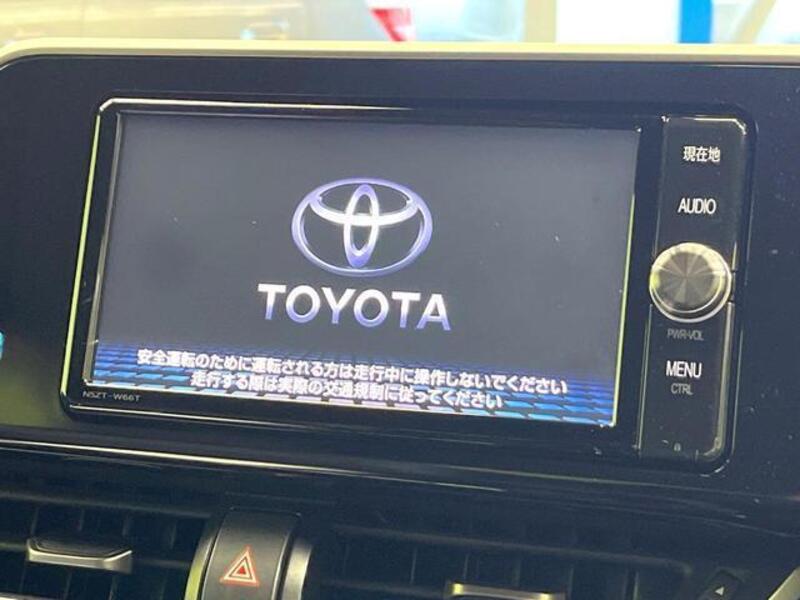 現在地
AUDIO
TOYOTA
PWR-VOL
安全運転のために運転される方は走行中に操作しないでください
走行する際は実際の交通規制に従ってください
MENU
CTRL
NSZT-W66T